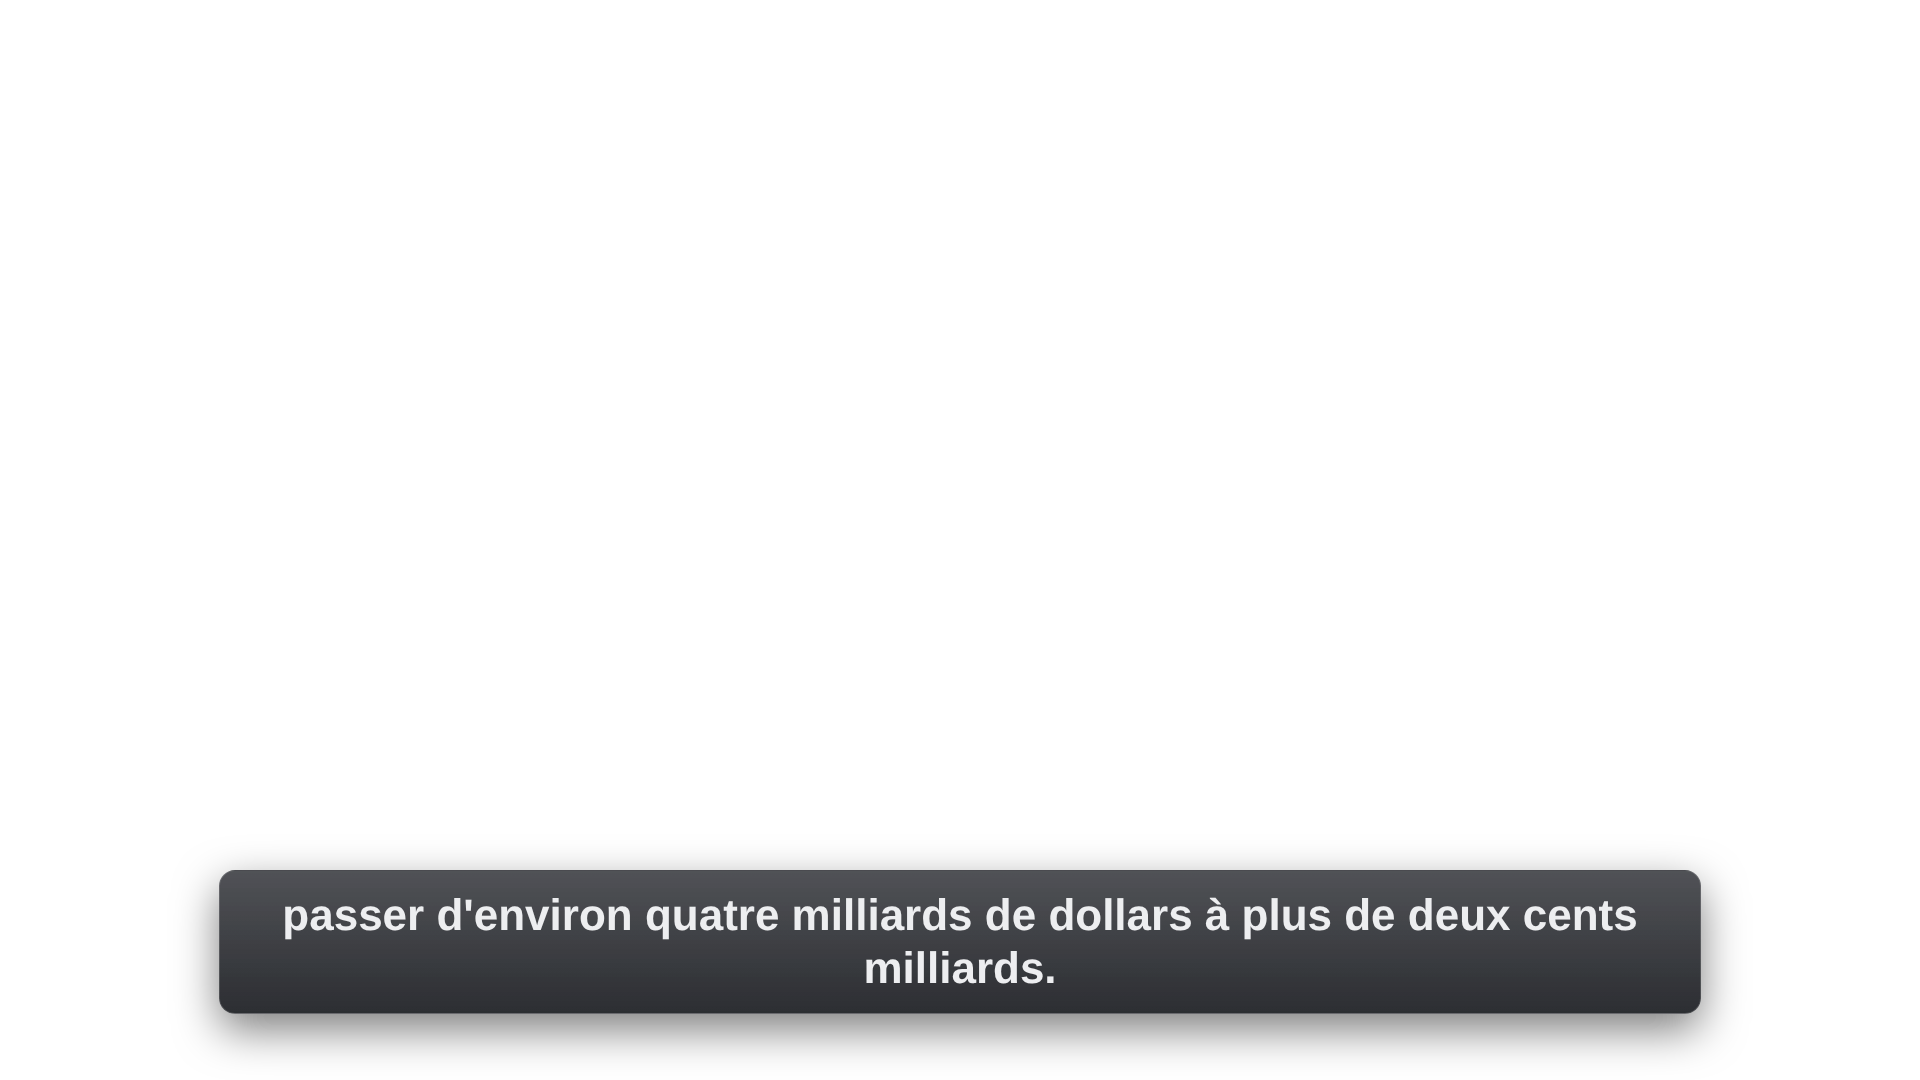 passer d'environ quatre milliards de dollars à plus de deux cents
milliards.